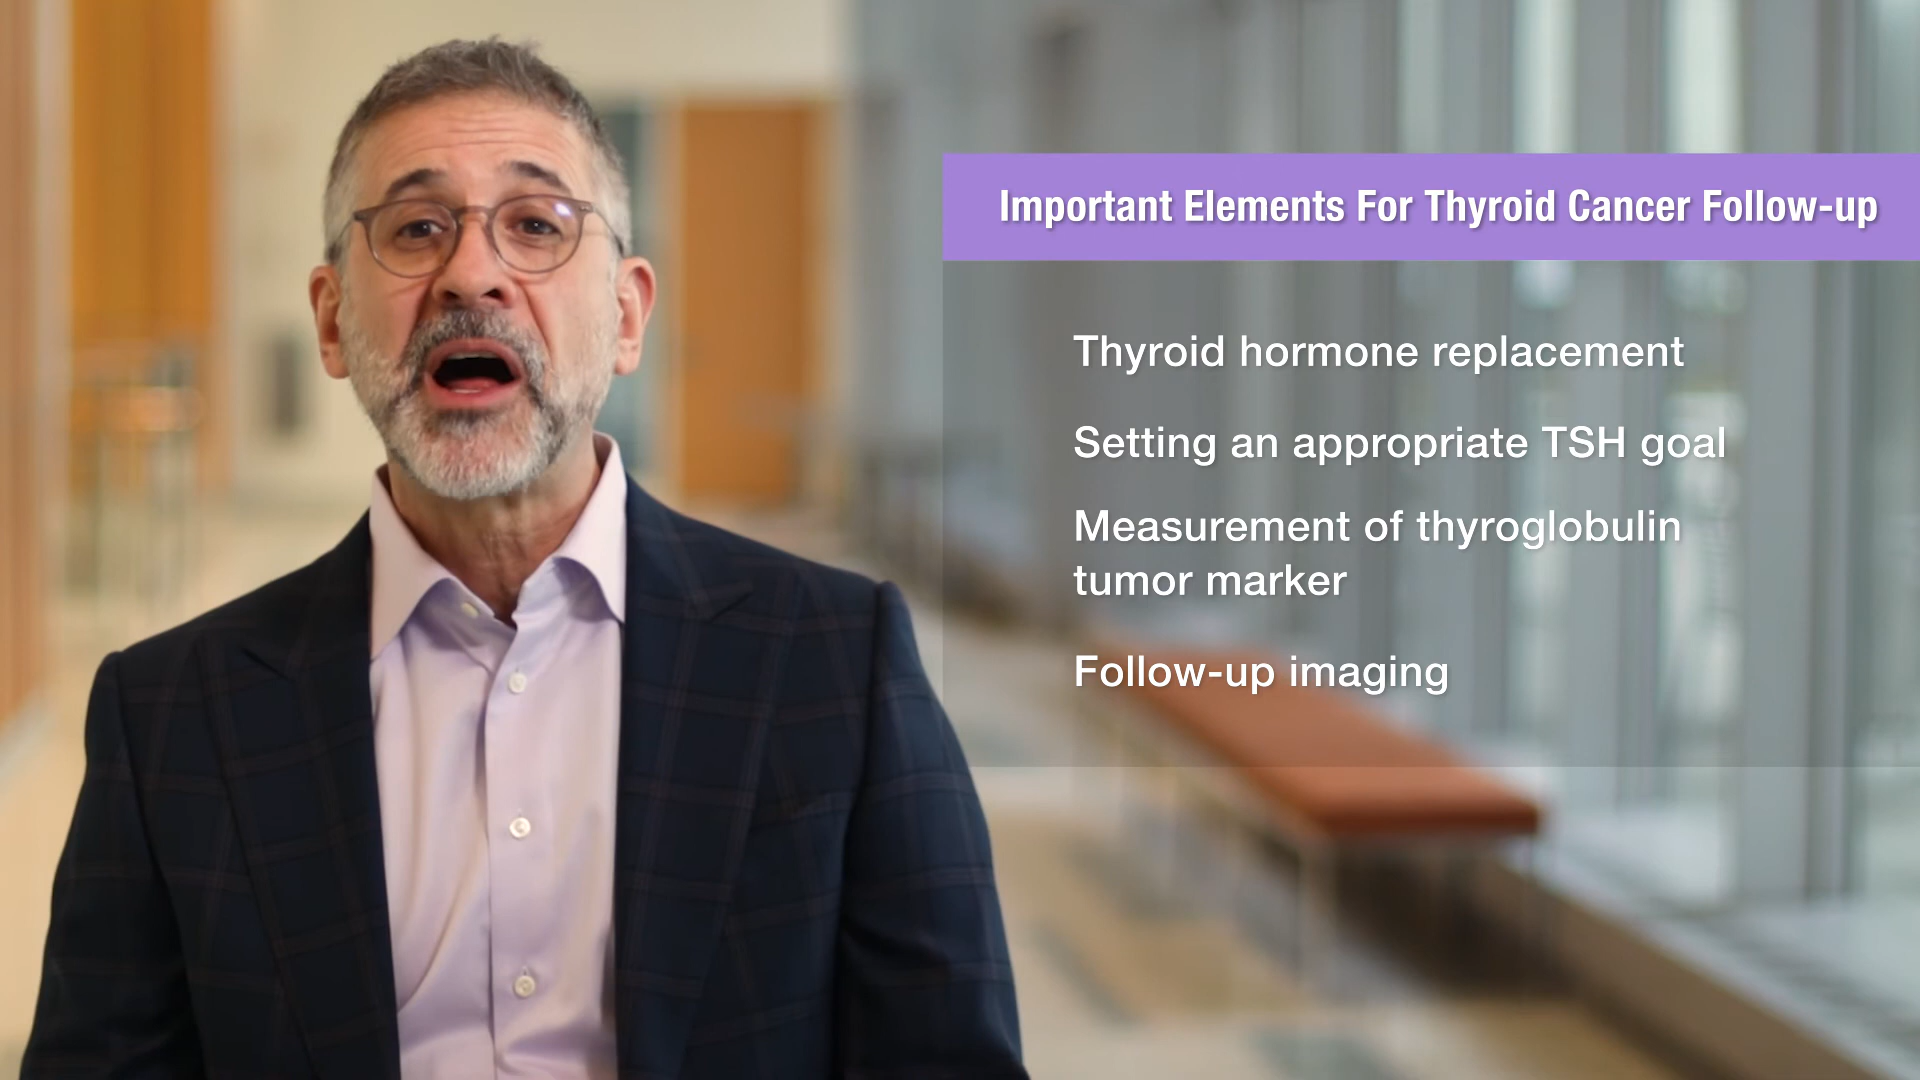 Important Elements For Thyroid Cancer Follow-up
Thyroid hormone replacement
Setting an appropriate TSH goal
Measurement of thyroglobulin
tumor marker
Follow-up imaging